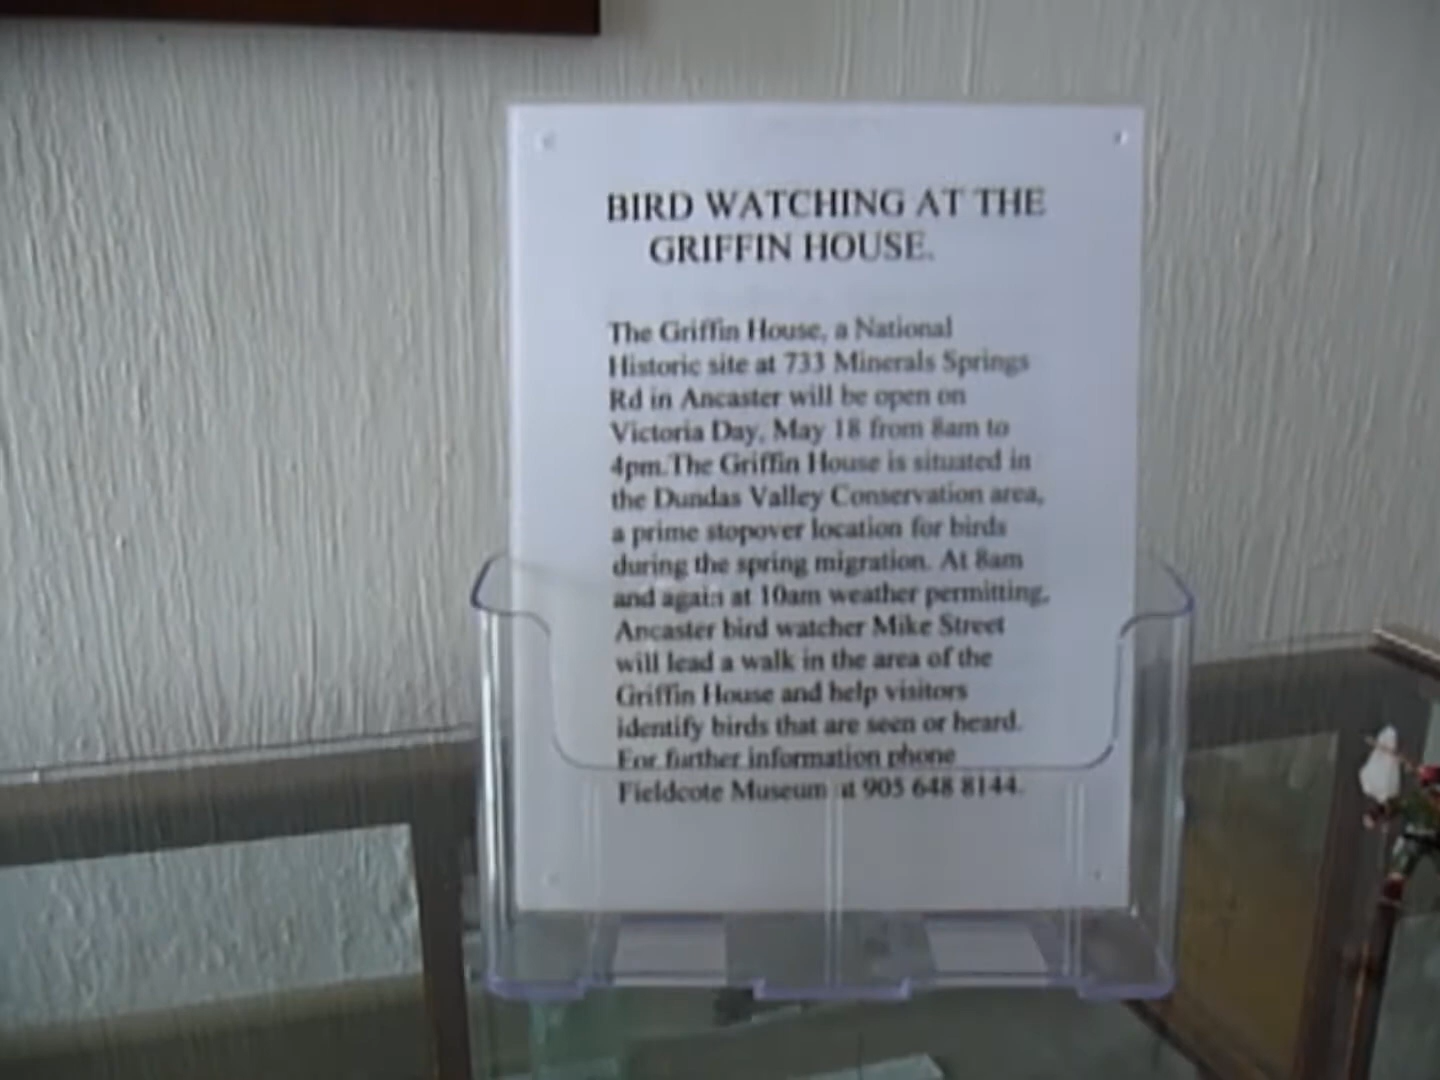 BIRD WATCHING AT THE
GRIFFIN HOUSE.
The Griffin House, a National
Historic site at 733 Minerals Springs
Rd in Ancaster will be open on
Victoria Day, May 18 from 8am to
4pm.The Griffin House is situated in
the Dundas Valley Conservation area,
a prime stopover location for birds
during the spring migration. At 8am
and again at 10am weather permitting,
Ancaster bird watcher Mike Street
will lead a walk in the area of the
Griffin House and help visitors
identify birds that are seen or heard.
For further information phone
Fieldcote Museum at 905 648 8144.